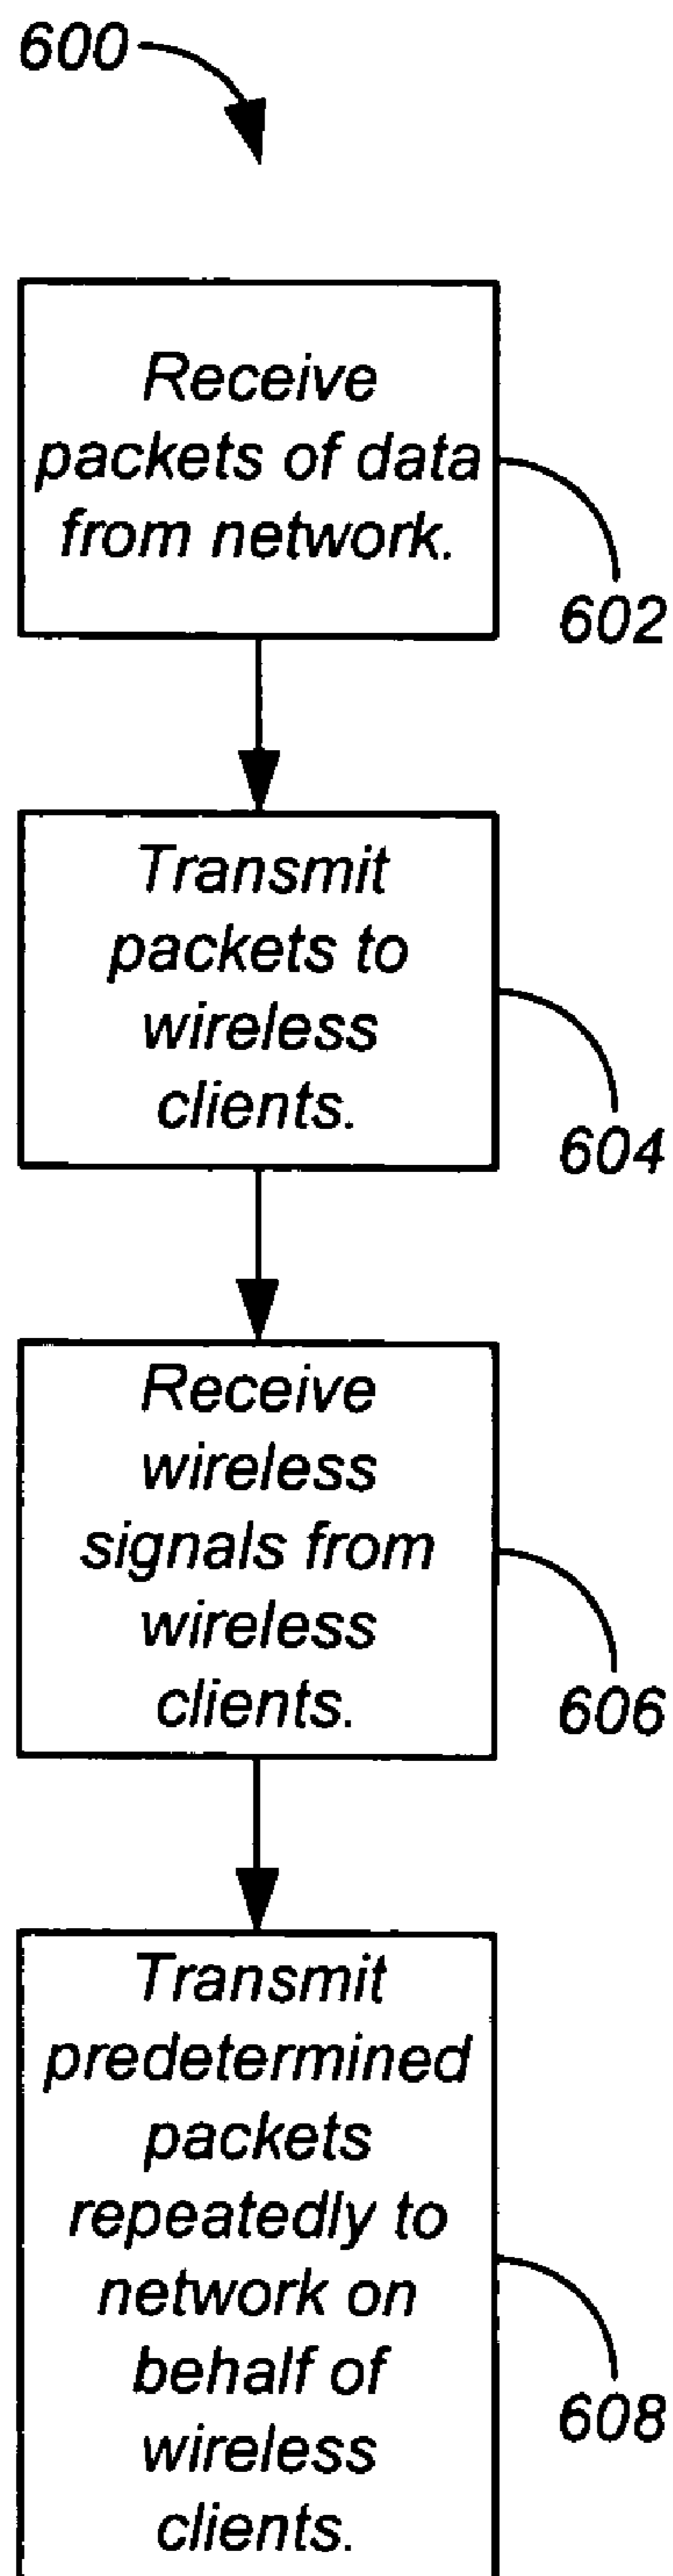 600
Receive
packets of data
from network.
602
Transmit
packets to
wireless
clients.
604
Receive
wireless
signals from
wireless
clients.
606
Transmit
predetermined
packets
repeatedly to
network on
behalf of
wireless
clients.
608